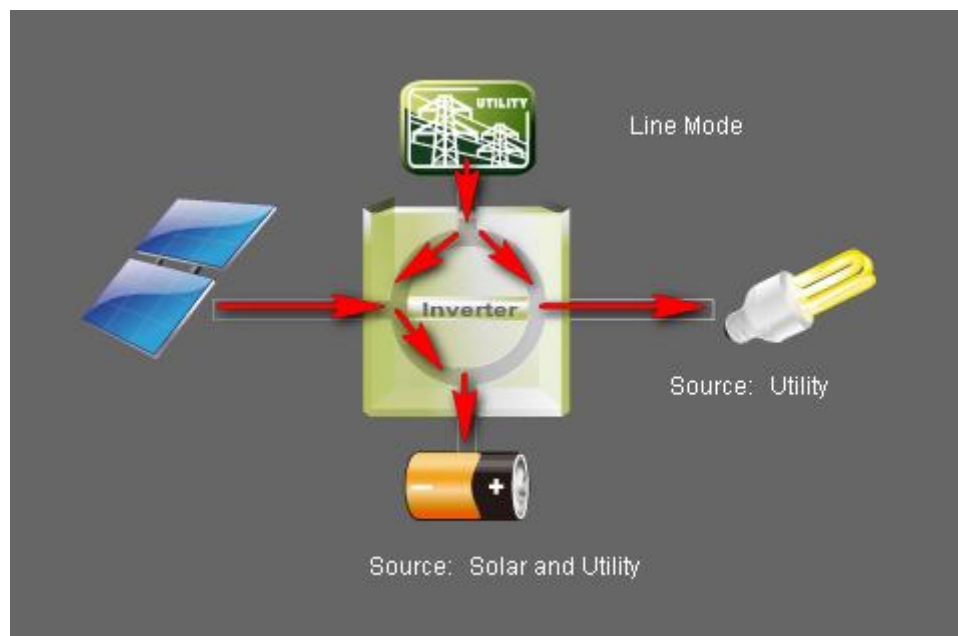 UTILITY
Line Mode
Inverter
Source: Utility
+
Source: Solar and Utility